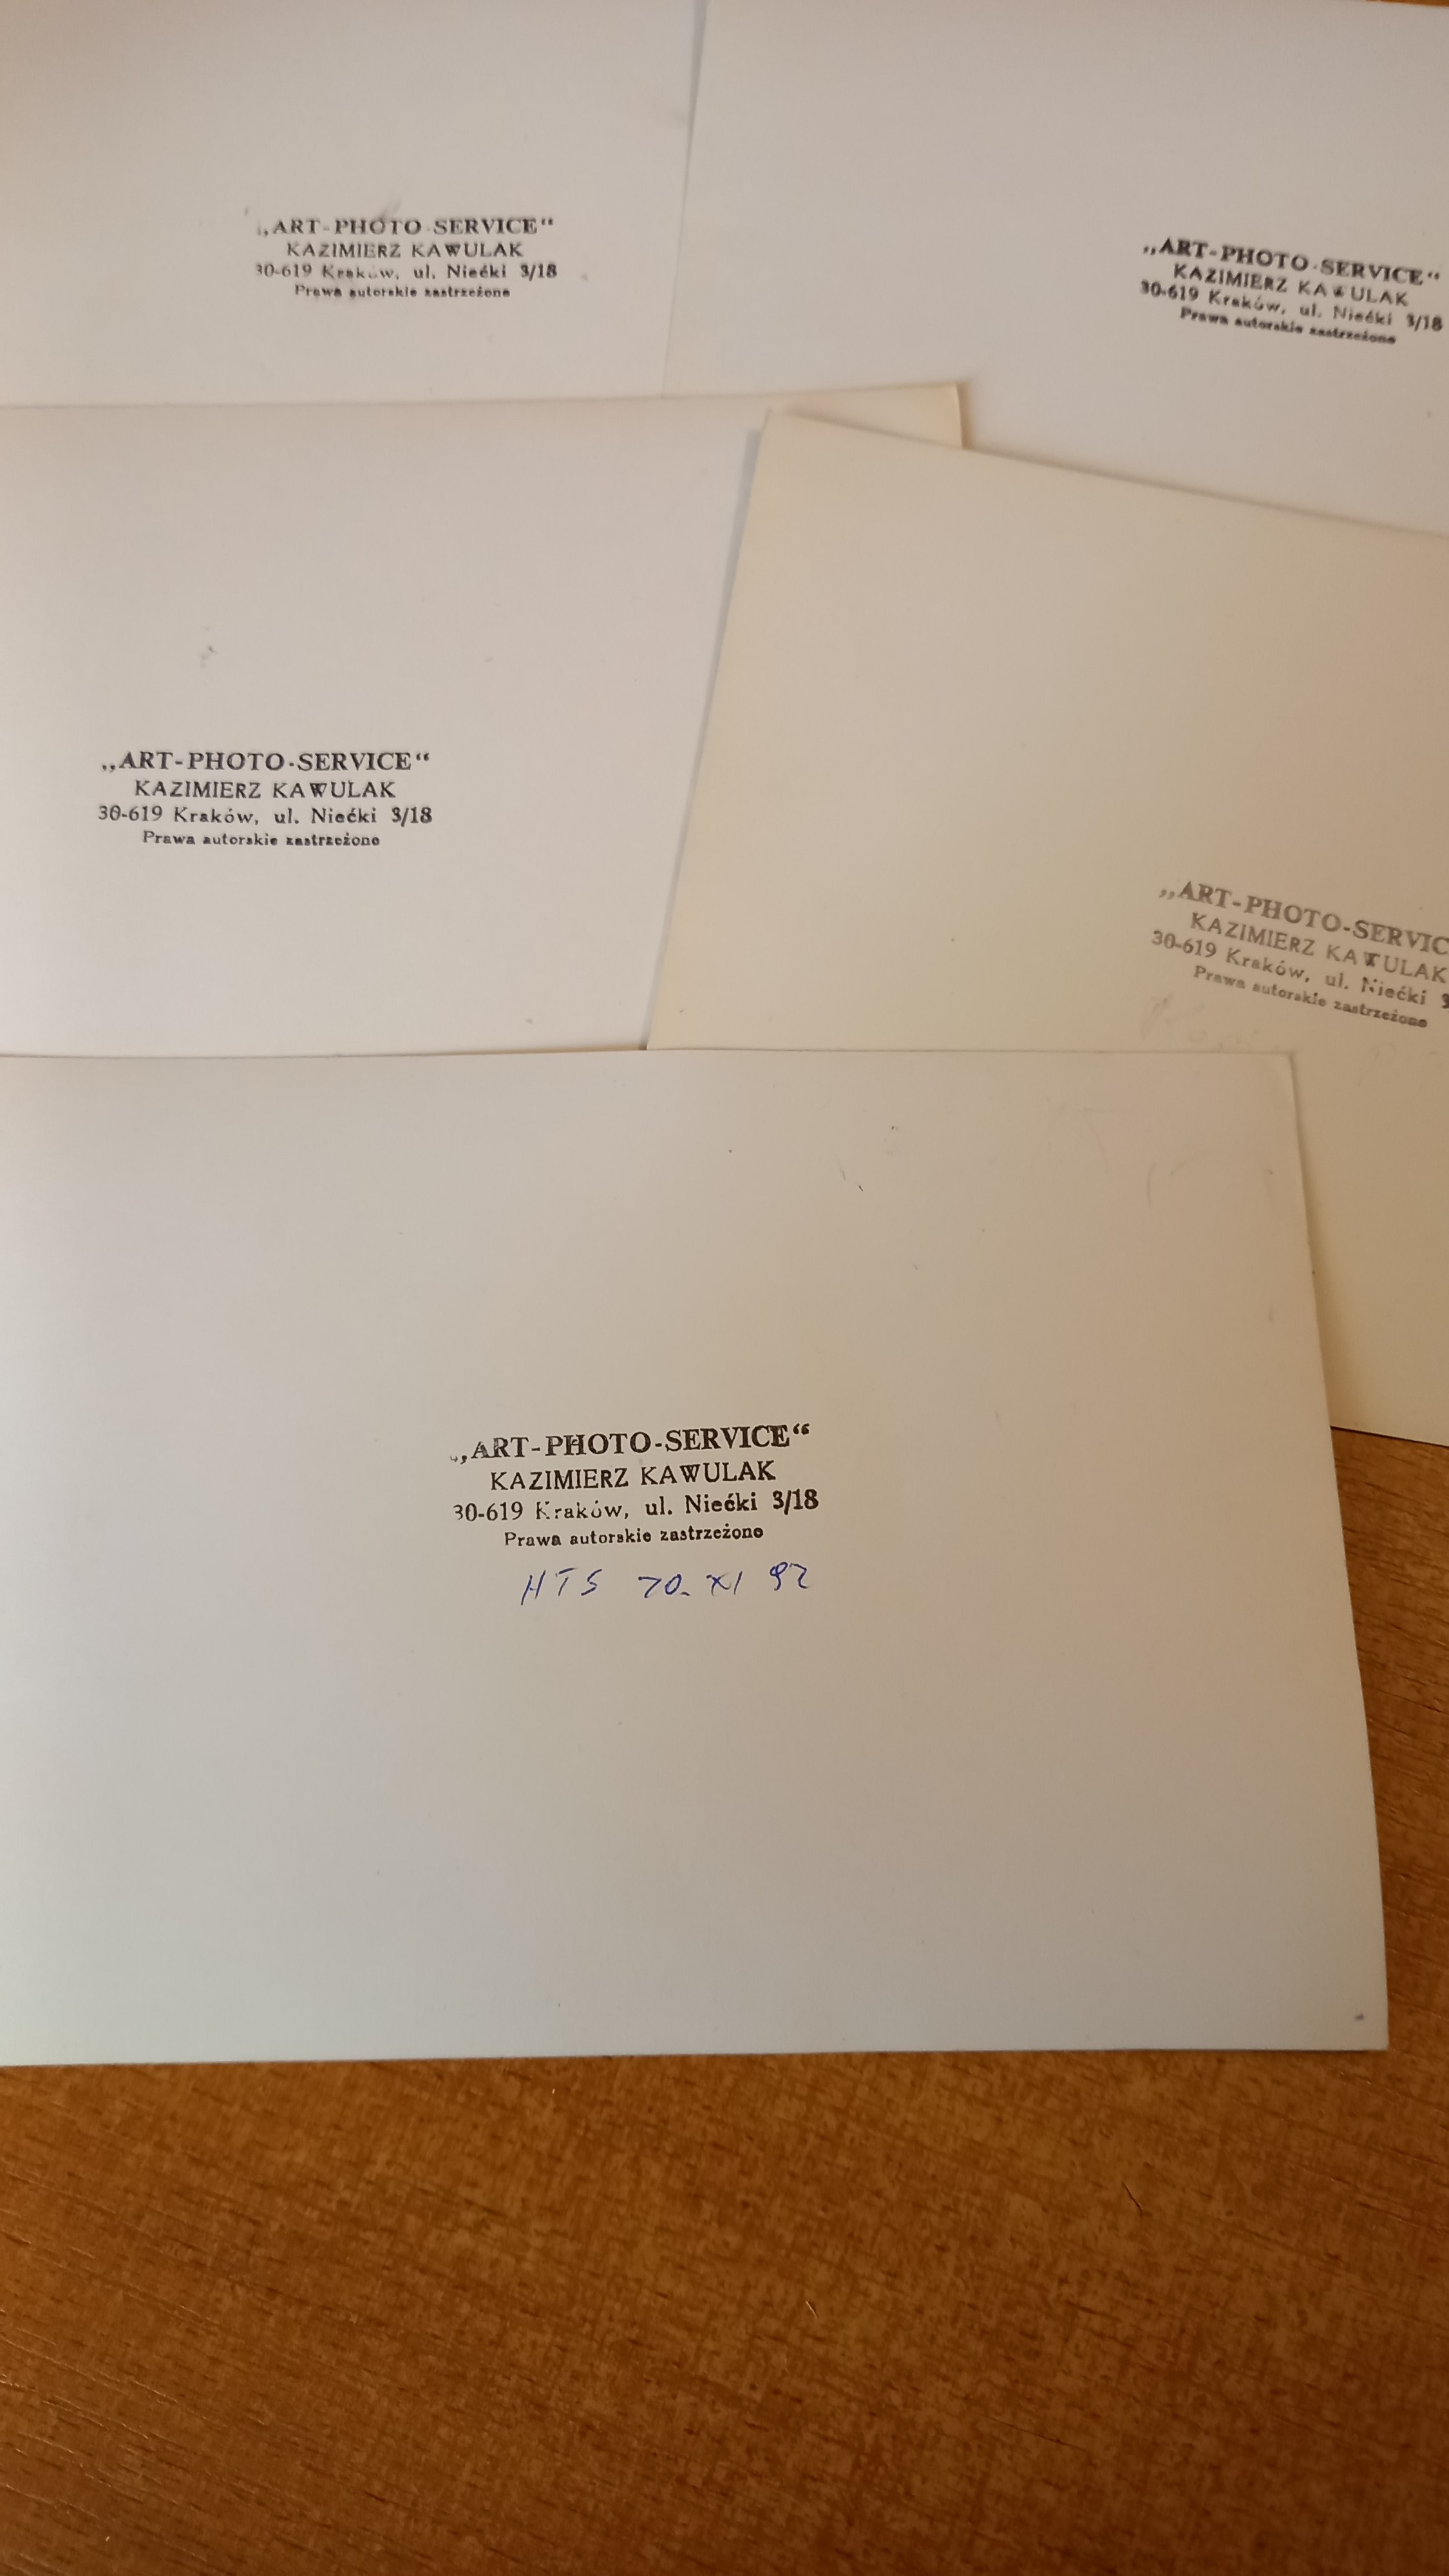 „ART-PHOTO-SERVICE“
KAZIMIERZ KAWULAK
30-619 Kraków, ul. Niećki 3/18
Prawa autorskie zastrzeżone
„ART-PHOTO-SERVICE“
KAZIMIERZ KAWULAK
30-619 Kraków, ul. Niećki 3/18
Prawa autorskie zastrzeżone
„ART-PHOTO-SERVICE“
KAZIMIERZ KAWULAK
30-619 Kraków, ul. Niećki 3/18
Prawa autorskie zastrzeżone
„ART-PHOTO-SERVIC
KAZIMIERZ KAWULAK
30-619 Kraków, ul. Niećki
Prawa autorskie zastrzeżone
„ART-PHOTO-SERVICE“
KAZIMIERZ KAWULAK
30-619 Kraków, ul. Niećki 3/18
Prawa autorskie zastrzeżone
HTS XI 92